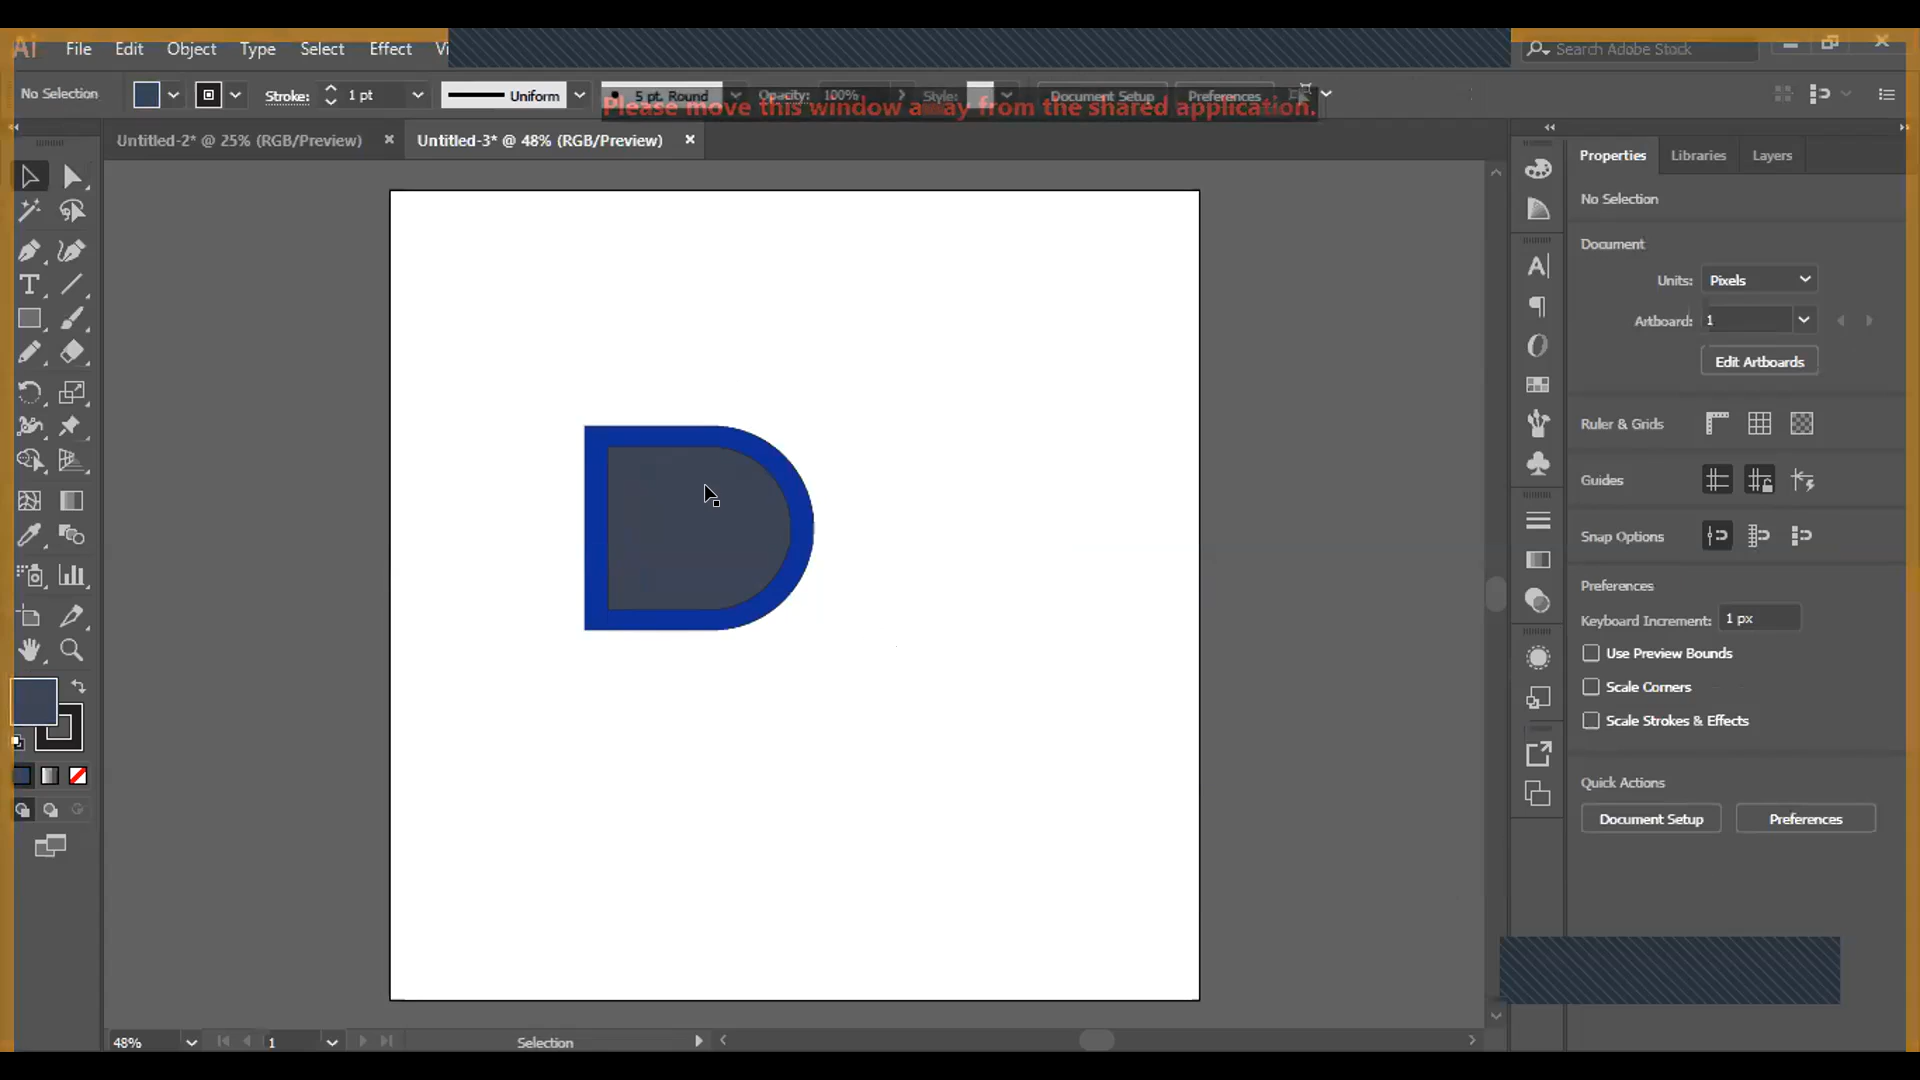 Ai File Edit Object Type Select Effect Vi
Search Adobe Stock
No Selection Stroke: 1 pt Uniform 5 pt. Round Opacity: 100% Style: Document Setup Preferences
Please move this window away from the shared application.
Untitled-2* @ 25% (RGB/Preview) × Untitled-3* @ 48% (RGB/Preview) ×
Properties Libraries Layers
No Selection
Document
Units: Pixels
Artboard: 1
Edit Artboards
Ruler & Grids
Guides
Snap Options
Preferences
Keyboard Increment: 1 px
Use Preview Bounds
Scale Corners
Scale Strokes & Effects
Quick Actions
Document Setup Preferences
48% 1 Selection